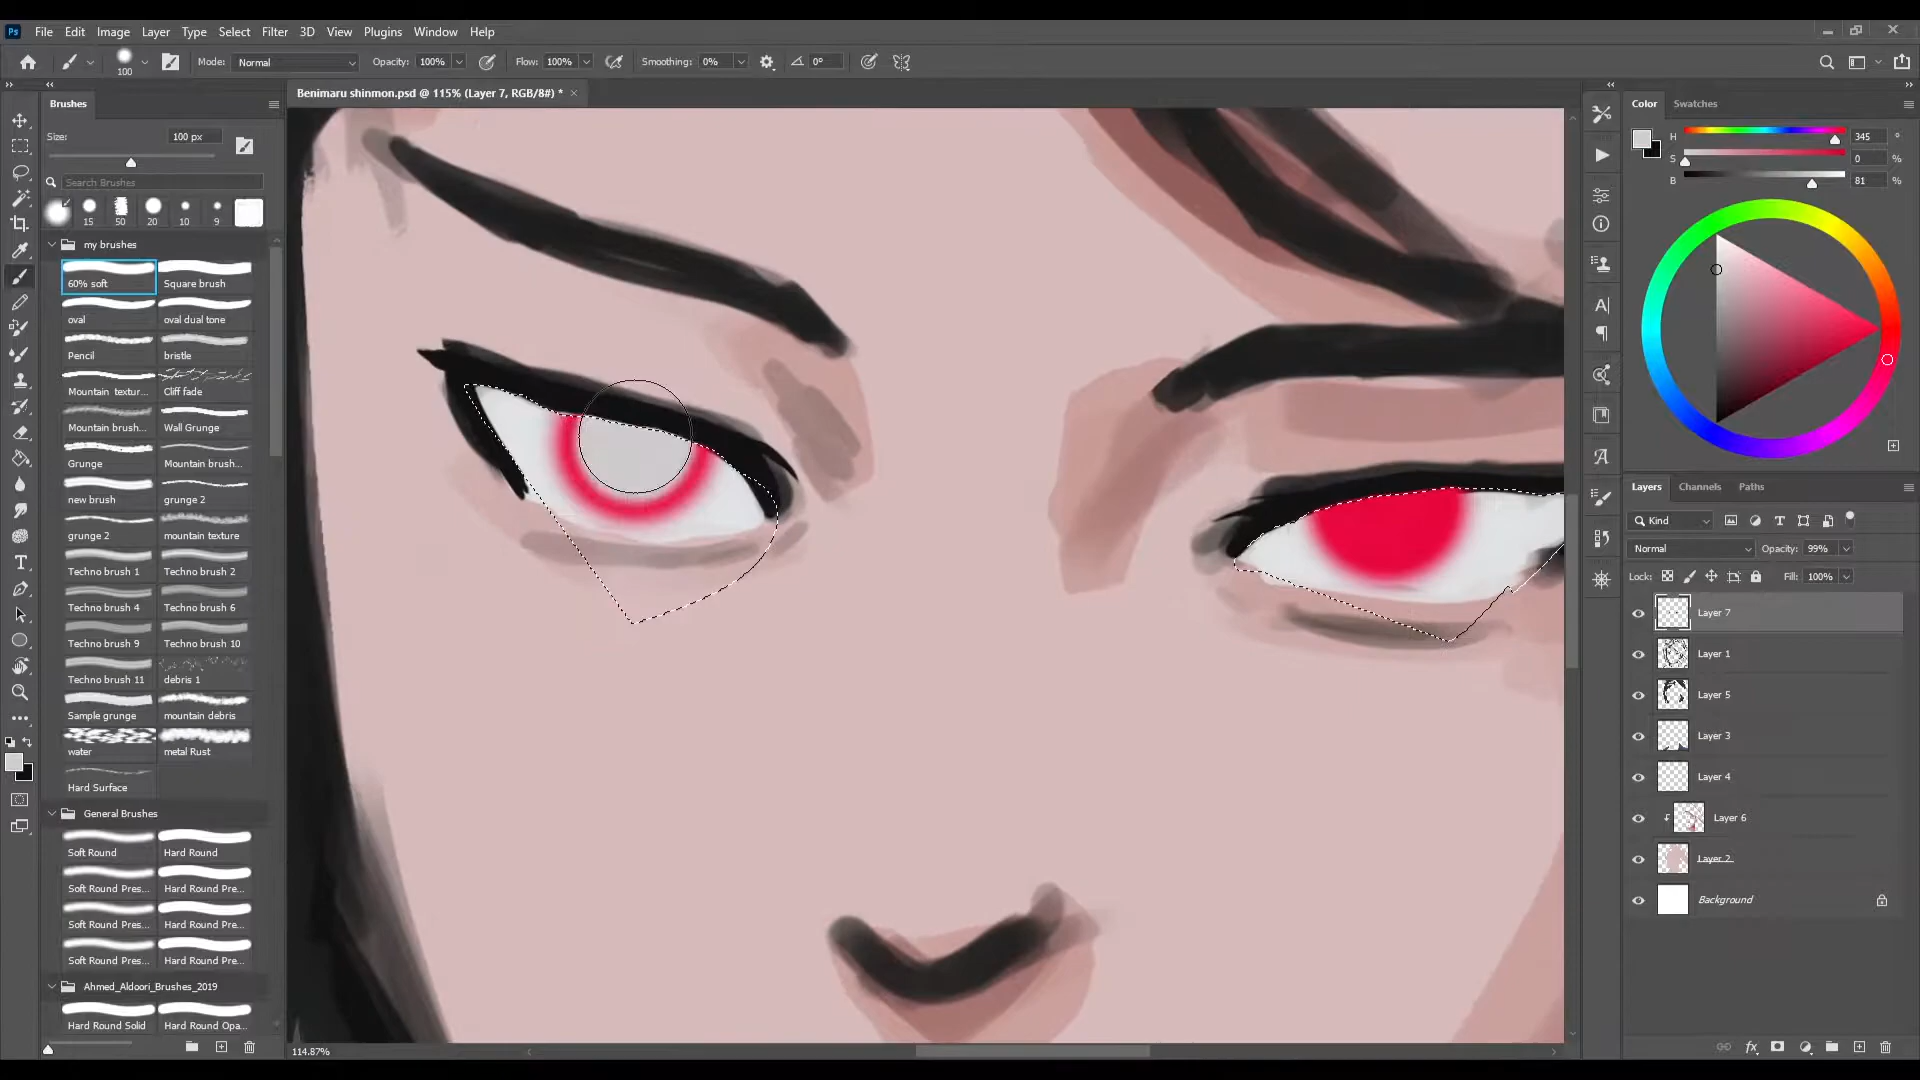 Ps File Edit Image Layer Type Select Filter 3D View Plugins Window Help
100 Mode: Normal Opacity: 100% Flow: 100% Smoothing: 0% 0°
Brushes
Benimaru shinmon.psd @ 115% (Layer 7, RGB/8#) *
Size: 100 px
Search Brushes
15 50 20 10 9
my brushes
60% soft Square brush
oval oval dual tone
Pencil bristle
Mountain textur... Cliff fade
Mountain brush... Wall Grunge
Grunge Mountain brush...
new brush grunge 2
grunge 2 mountain texture
Techno brush 1 Techno brush 2
Techno brush 4 Techno brush 6
Techno brush 9 Techno brush 10
Techno brush 11 debris 1
Sample grunge mountain debris
water metal Rust
Hard Surface
General Brushes
Soft Round Hard Round
Soft Round Pres... Hard Round Pre...
Soft Round Pres... Hard Round Pre...
Soft Round Pres... Hard Round Pre...
Ahmed_Aldoori_Brushes_2019
Hard Round Solid Hard Round Opa...
114.87%
Color Swatches
H 345 °
S 0 %
B 81 %
Layers Channels Paths
Kind
Normal Opacity: 99%
Lock: Fill: 100%
Layer 7
Layer 1
Layer 5
Layer 3
Layer 4
Layer 6
Layer 2
Background